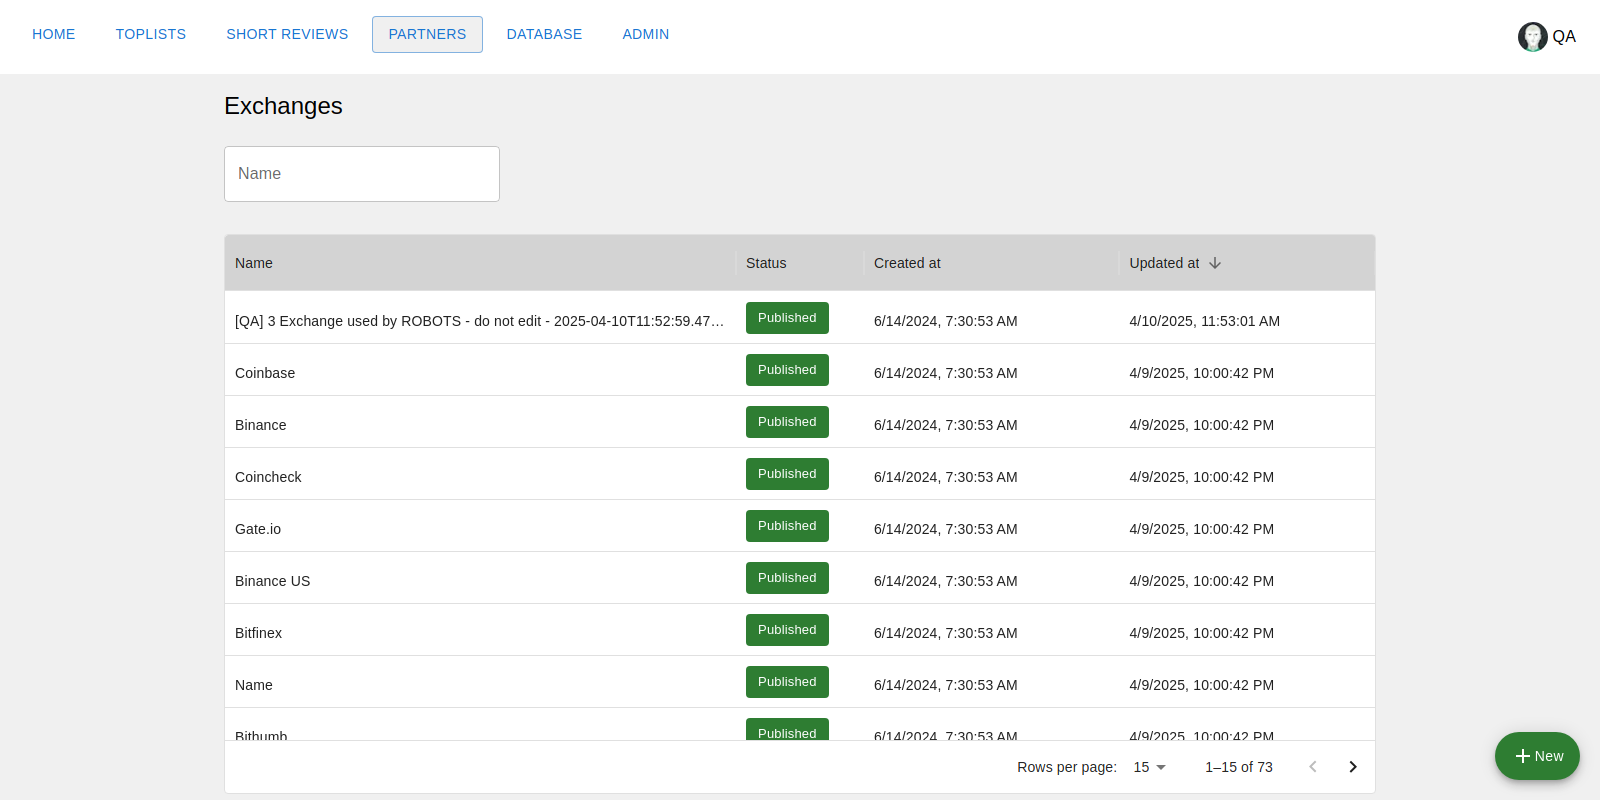 HOME TOPLISTS SHORT REVIEWS PARTNERS DATABASE ADMIN QA
Exchanges
Name
Name Status Created at Updated at
[QA] 3 Exchange used by ROBOTS - do not edit - 2025-04-10T11:52:59.47… Published 6/14/2024, 7:30:53 AM 4/10/2025, 11:53:01 AM
Coinbase Published 6/14/2024, 7:30:53 AM 4/9/2025, 10:00:42 PM
Binance Published 6/14/2024, 7:30:53 AM 4/9/2025, 10:00:42 PM
Coincheck Published 6/14/2024, 7:30:53 AM 4/9/2025, 10:00:42 PM
Gate.io Published 6/14/2024, 7:30:53 AM 4/9/2025, 10:00:42 PM
Binance US Published 6/14/2024, 7:30:53 AM 4/9/2025, 10:00:42 PM
Bitfinex Published 6/14/2024, 7:30:53 AM 4/9/2025, 10:00:42 PM
Name Published 6/14/2024, 7:30:53 AM 4/9/2025, 10:00:42 PM
Bithumb Published 6/14/2024, 7:30:53 AM 4/9/2025, 10:00:42 PM
New
Rows per page: 15 1–15 of 73